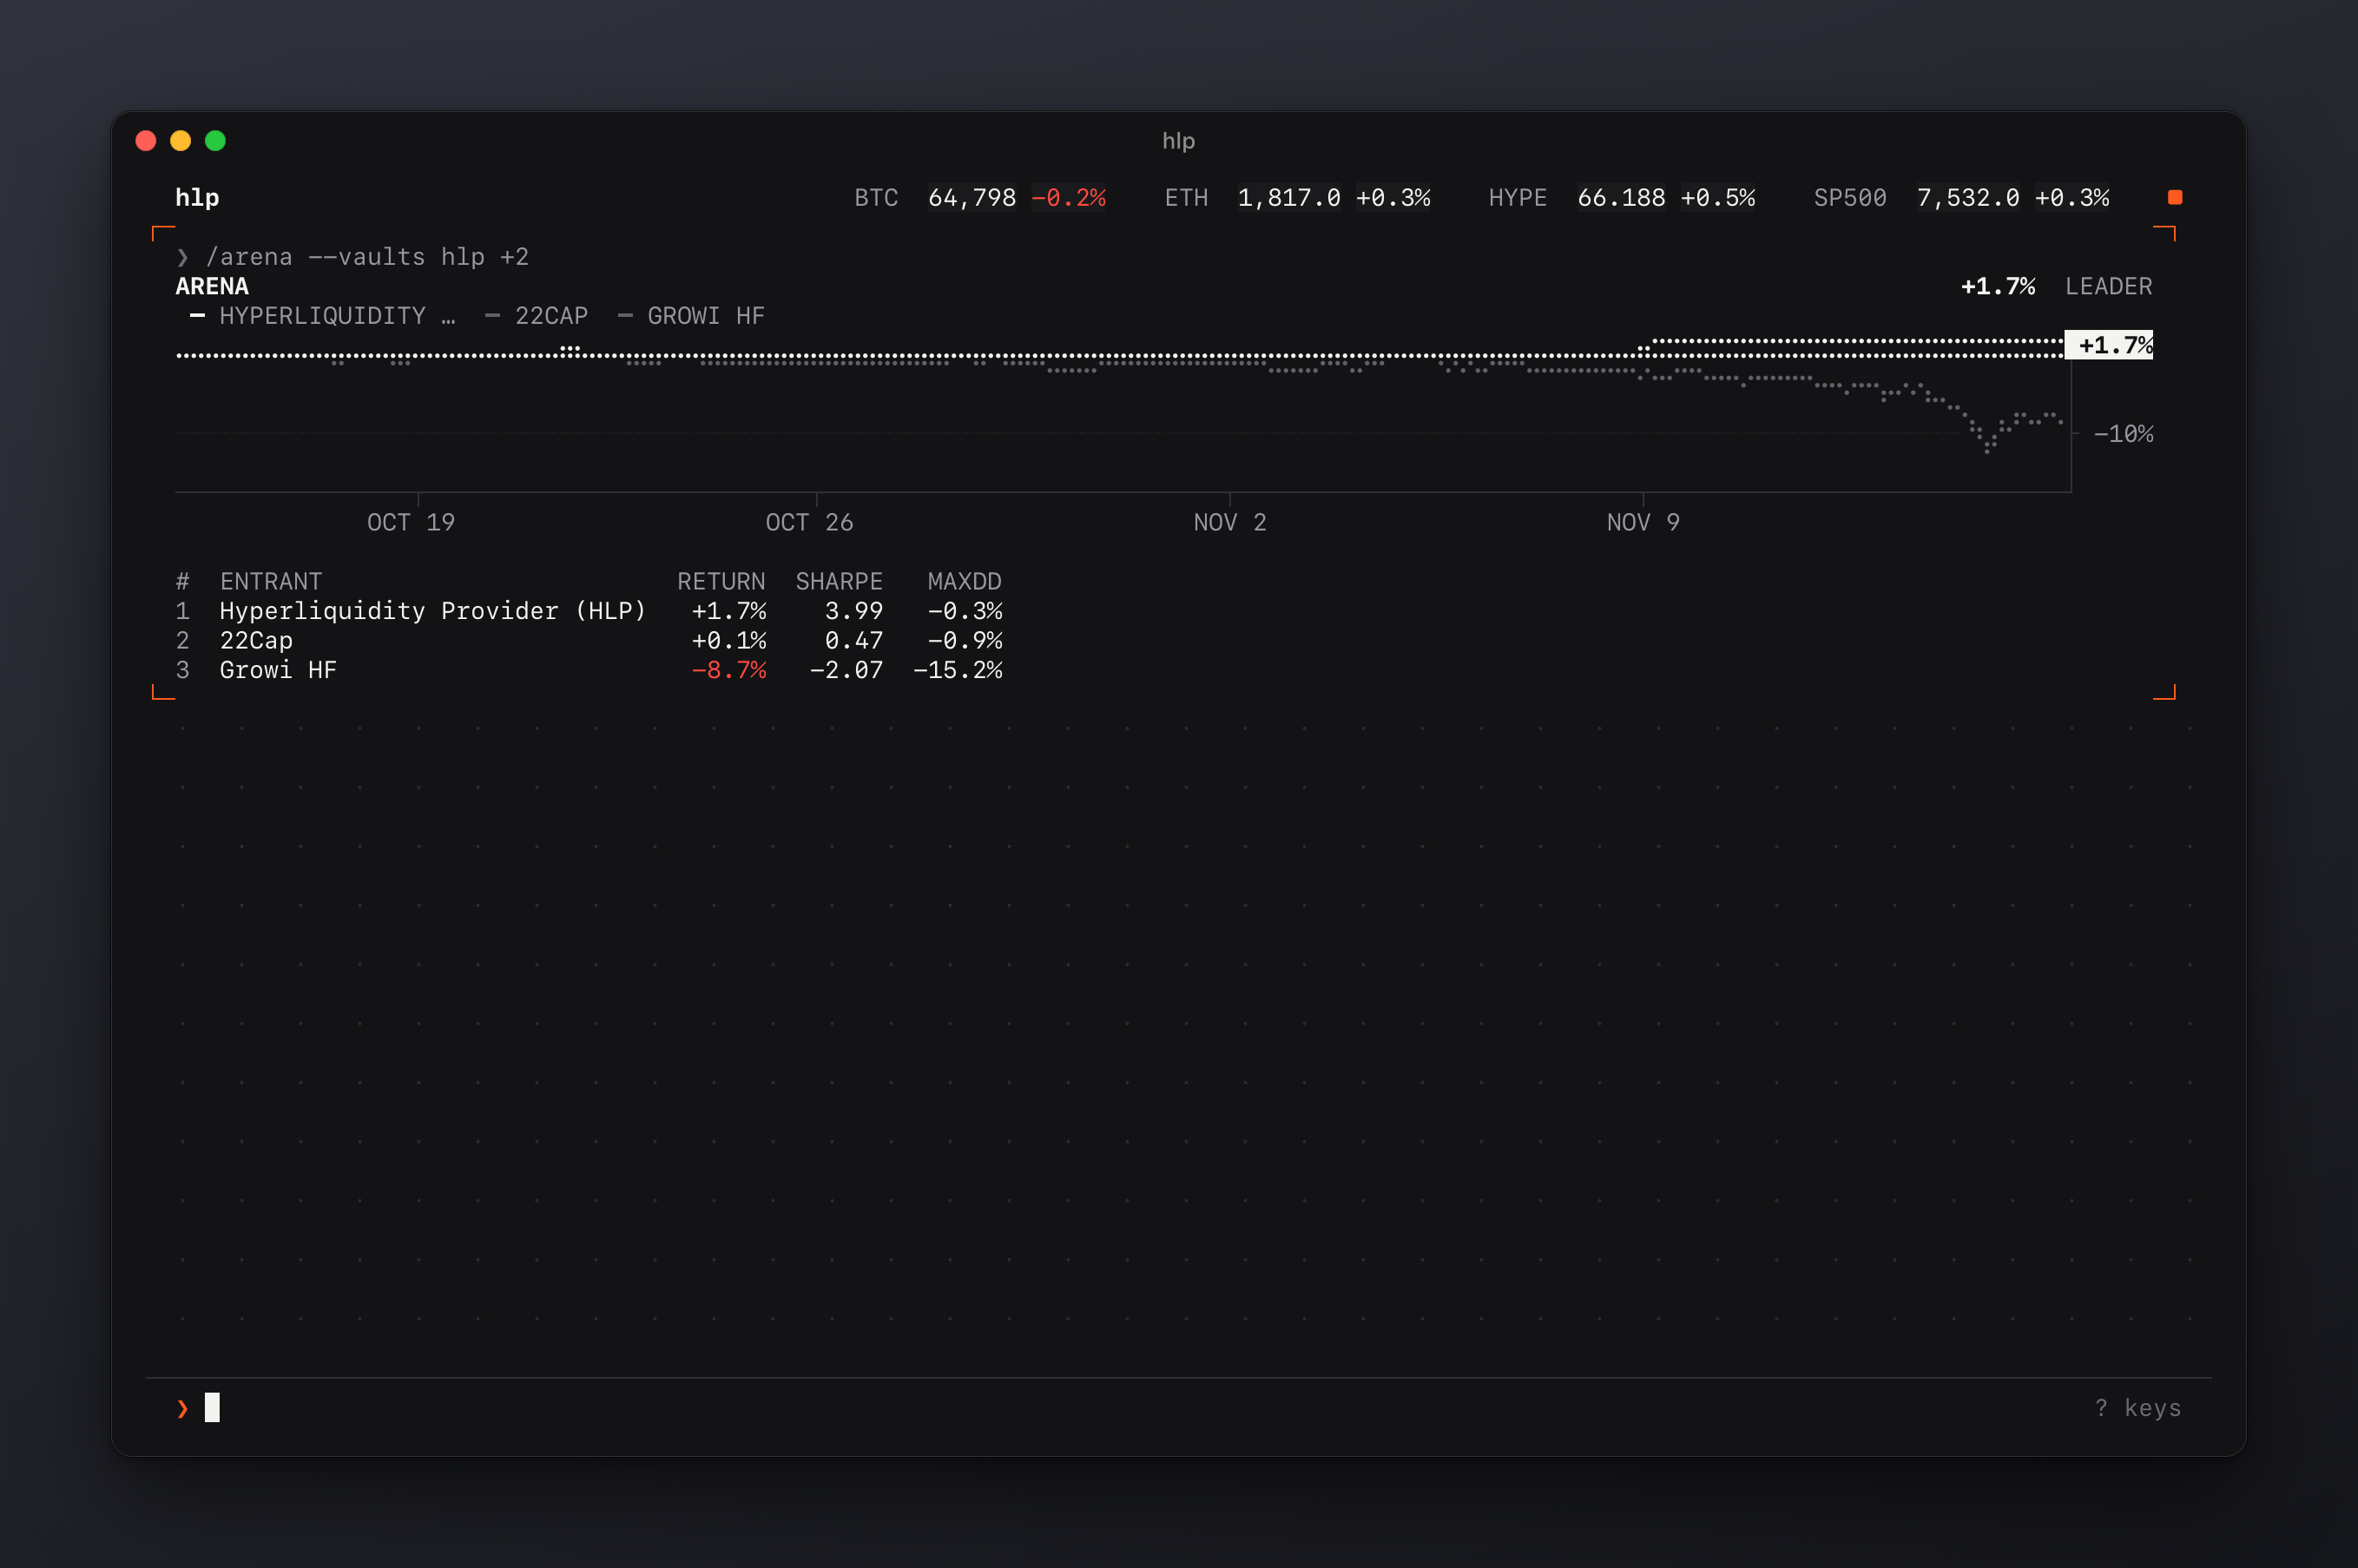 hlp
hlp BTC 64,798 −0.2% ETH 1,817.0 +0.3% HYPE 66.188 +0.5% SP500 7,532.0 +0.3%
❯ /arena --vaults hlp +2
ARENA +1.7% LEADER
━ HYPERLIQUIDITY … ━ 22CAP ━ GROWI HF
+1.7%
−10%
OCT 19 OCT 26 NOV 2 NOV 9
# ENTRANT RETURN SHARPE MAXDD
1 Hyperliquidity Provider (HLP) +1.7% 3.99 −0.3%
2 22Cap +0.1% 0.47 −0.9%
3 Growi HF −8.7% −2.07 −15.2%
❯ ? keys